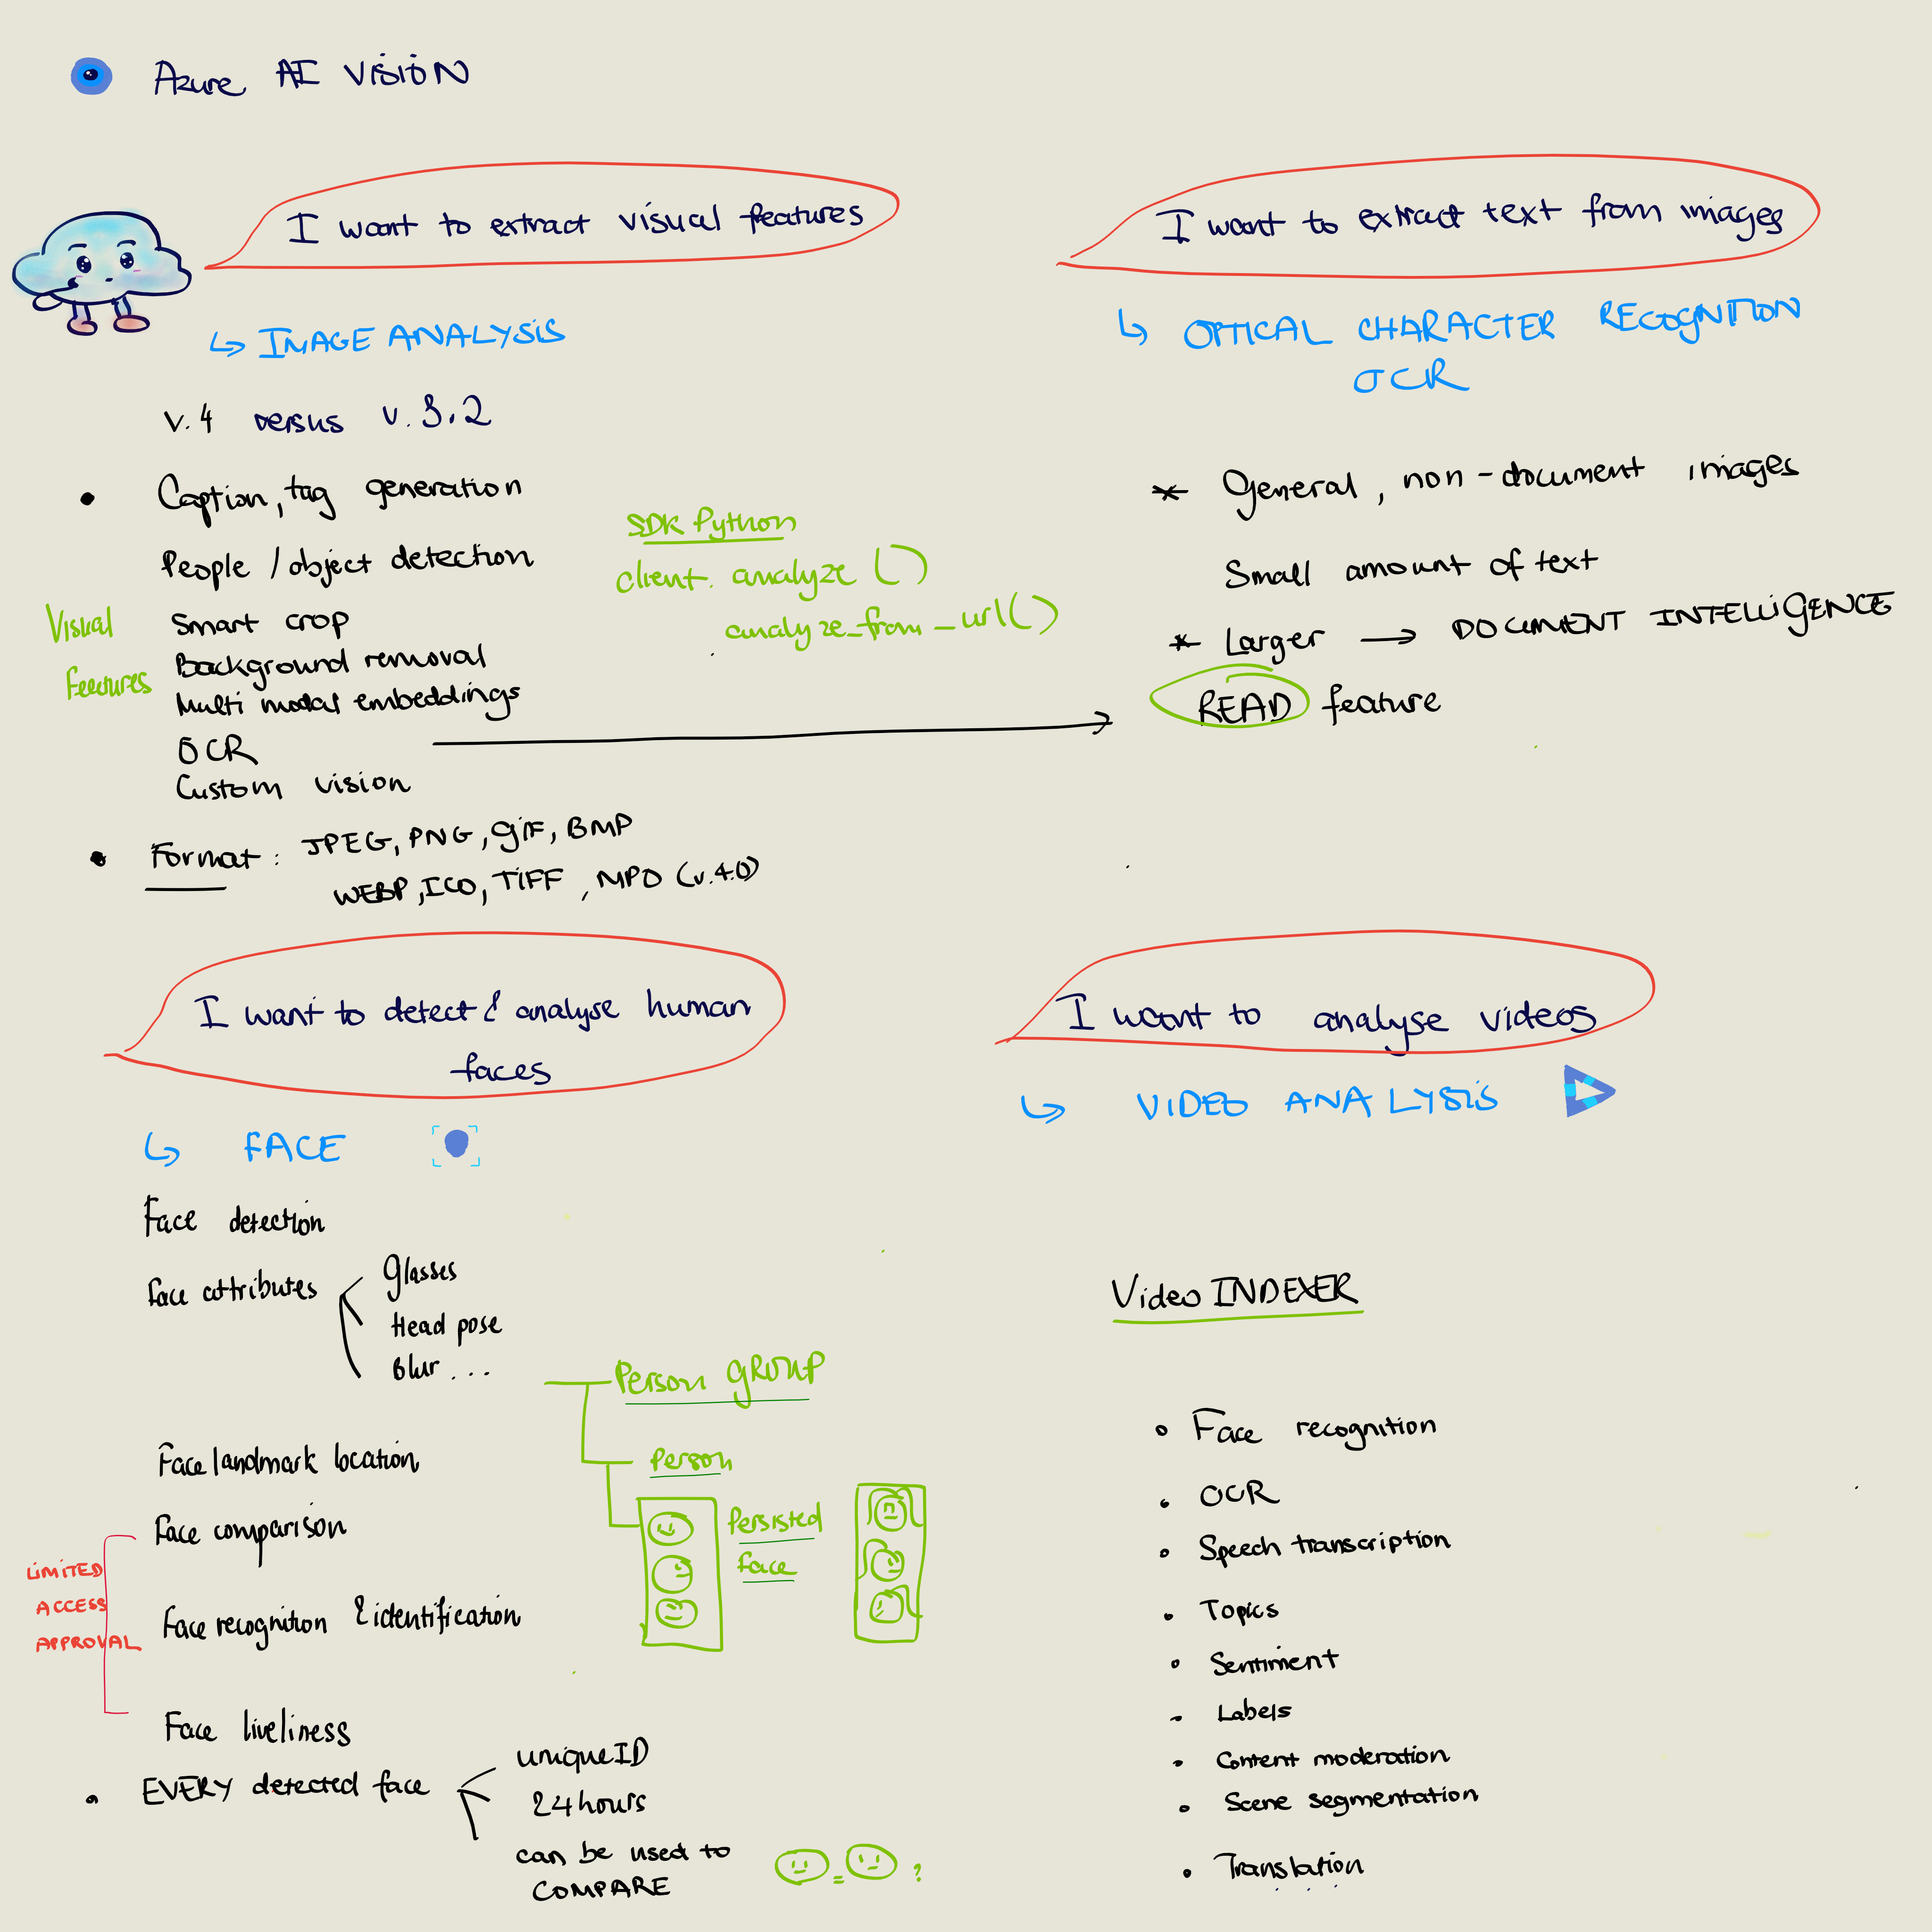 Azure AI Vision
I want to extract visual features
↳ IMAGE ANALYSIS
v.4 versus v.3.2
• Caption, tag generation
People / object detection
Smart crop
Background removal
Multi modal embeddings
OCR
Custom vision
Visual
Features
SDK Python
client.analyze()
analyze_from_url()
• Format: JPEG, PNG, GIF, BMP
WEBP, ICO, TIFF, MPO (v.4.0)
I want to extract text from images
↳ OPTICAL CHARACTER RECOGNITION
OCR
* General, non-document images
Small amount of text
* Larger → DOCUMENT INTELLIGENCE
READ feature
I want to detect & analyse human
faces
↳ FACE
Face detection
Face attributes
Glasses
Head pose
Blur...
Face landmark location
Face comparison
Face recognition & identification
Face liveliness
LIMITED
ACCESS
APPROVAL
Person GROUP
Person
Persisted
Face
• EVERY detected face
uniqueID
24 hours
can be used to
COMPARE
= ?
I want to analyse videos
↳ VIDEO ANALYSIS
Video INDEXER
• Face recognition
• OCR
• Speech transcription
• Topics
• Sentiment
• Labels
• Content moderation
• Scene segmentation
• Translation